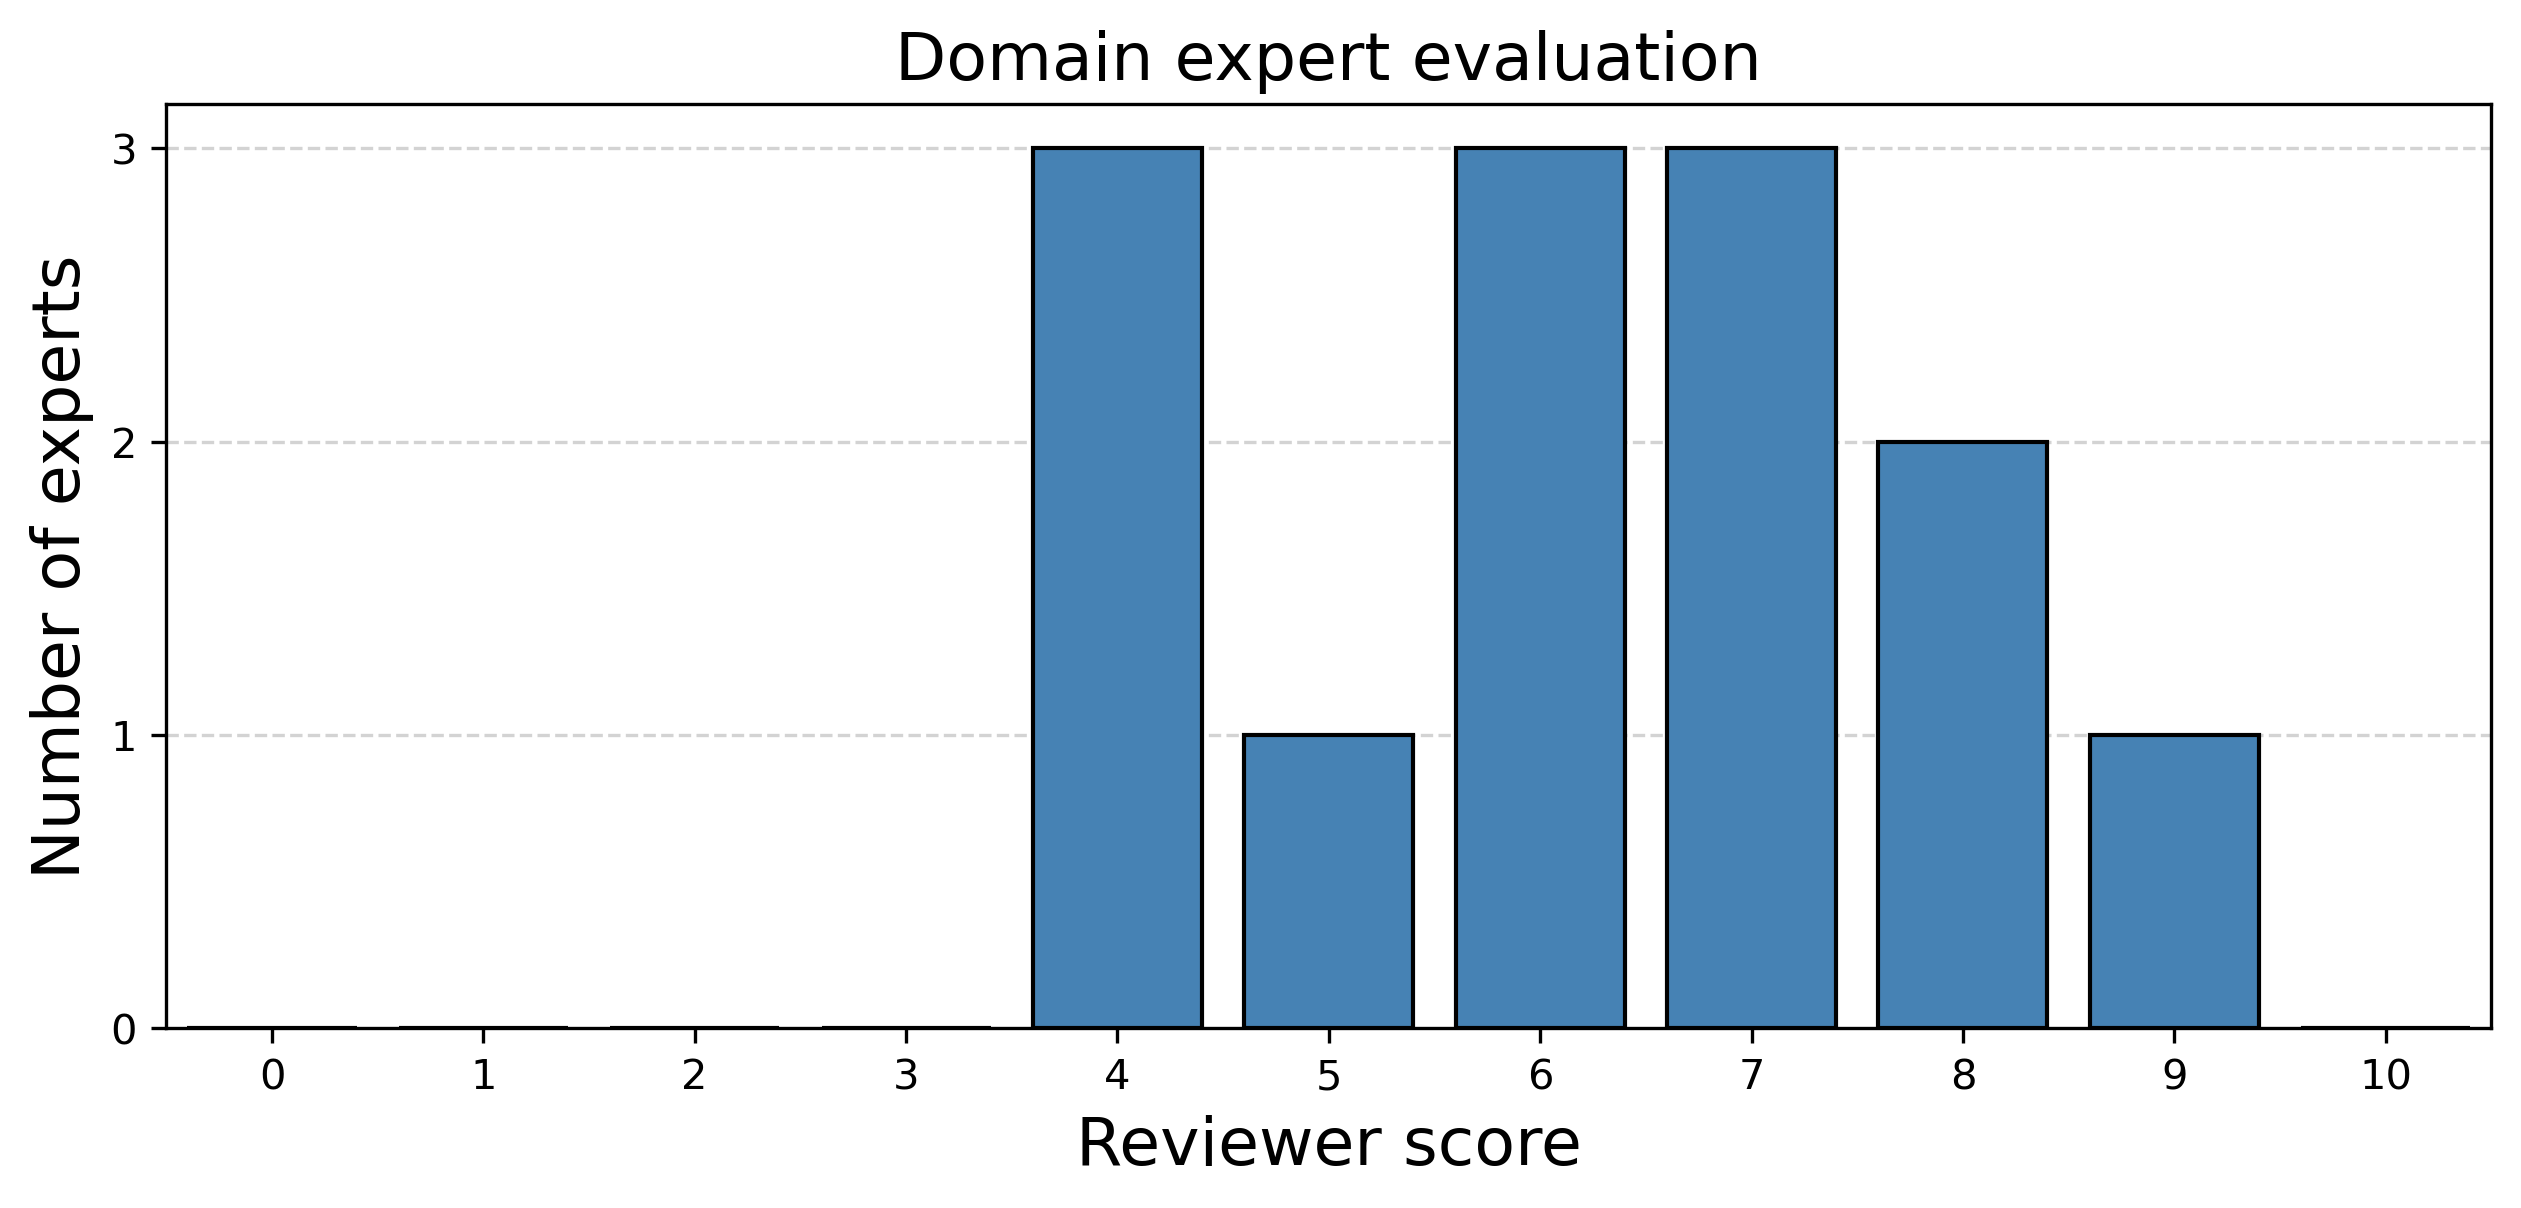 Domain expert evaluation
Number of experts
3
2
1
0
0 1 2 3 4 5 6 7 8 9 10
Reviewer score